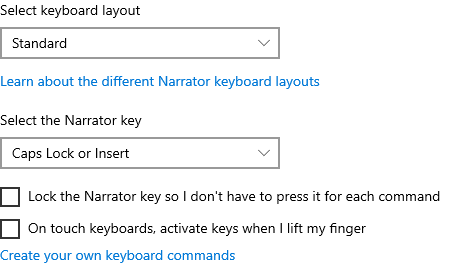 Select keyboard layout
Standard
Learn about the different Narrator keyboard layouts
Select the Narrator key
Caps Lock or Insert
Lock the Narrator key so I don't have to press it for each command
On touch keyboards, activate keys when I lift my finger
Create your own keyboard commands